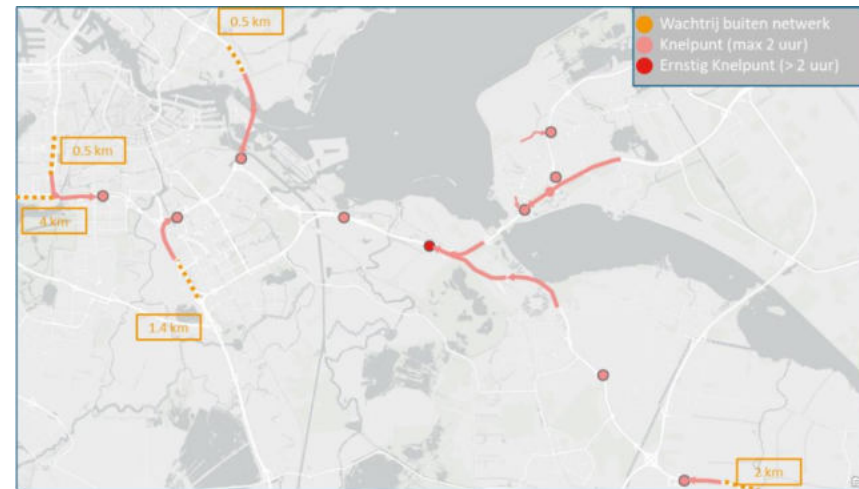 0.5 km
Wachtrij buiten netwerk
Knelpunt (max 2 uur)
Ernstig Knelpunt (> 2 uur)
0.5 km
4 km
1.4 km
2 km